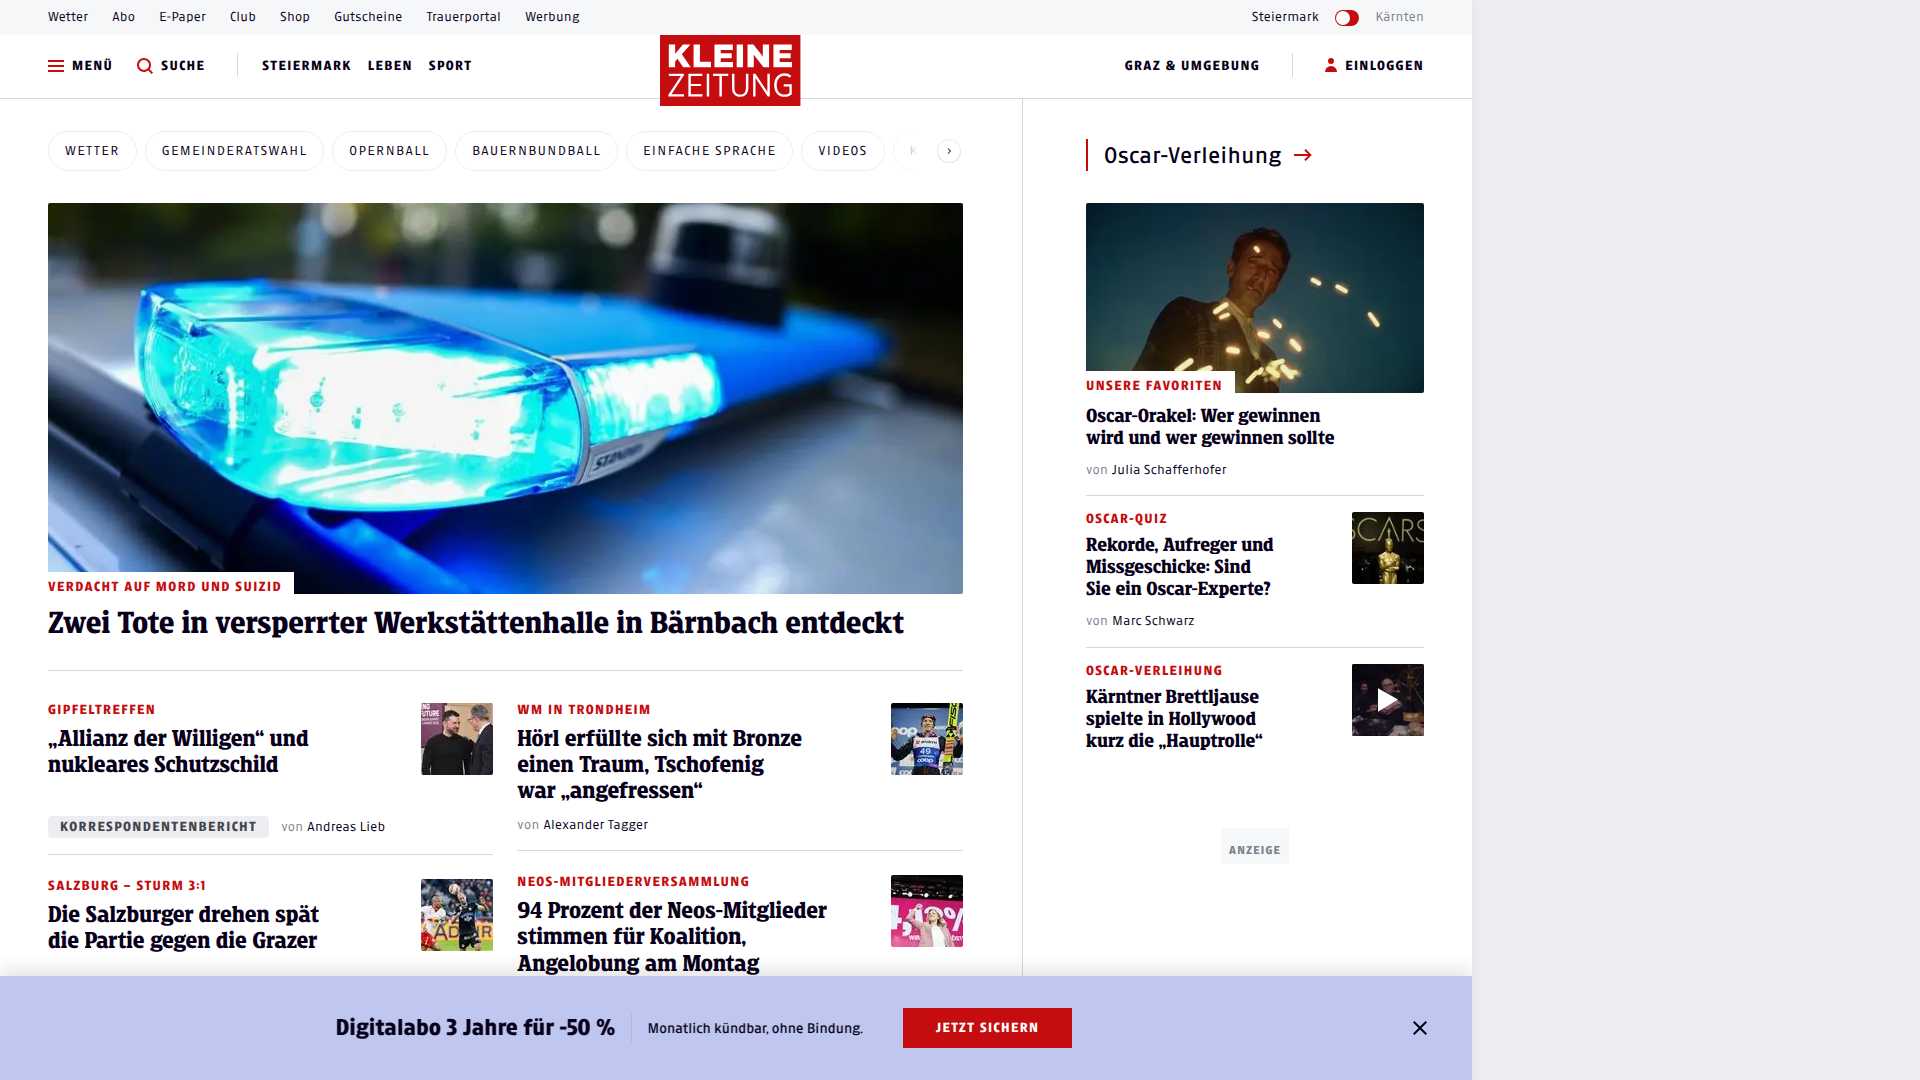 Wetter Abo E-Paper Club Shop Gutscheine Trauerportal Werbung Steiermark Kärnten
MENÜ SUCHE STEIERMARK LEBEN SPORT KLEINE ZEITUNG GRAZ & UMGEBUNG EINLOGGEN
WETTER GEMEINDERATSWAHL OPERNBALL BAUERNBUNDBALL EINFACHE SPRACHE VIDEOS K
STANDBY
VERDACHT AUF MORD UND SUIZID
Zwei Tote in versperrter Werkstättenhalle in Bärnbach entdeckt
GIPFELTREFFEN
„Allianz der Willigen“ und
nukleares Schutzschild
KORRESPONDENTENBERICHT von Andreas Lieb
WM IN TRONDHEIM
Hörl erfüllte sich mit Bronze
einen Traum, Tschofenig
war „angefressen“
von Alexander Tagger
49
coop
SALZBURG – STURM 3:1
Die Salzburger drehen spät
die Partie gegen die Grazer
NEOS-MITGLIEDERVERSAMMLUNG
94 Prozent der Neos-Mitglieder
stimmen für Koalition,
Angelobung am Montag
Oscar-Verleihung
UNSERE FAVORITEN
Oscar-Orakel: Wer gewinnen
wird und wer gewinnen sollte
von Julia Schafferhofer
OSCAR-QUIZ
Rekorde, Aufreger und
Missgeschicke: Sind
Sie ein Oscar-Experte?
von Marc Schwarz
SCARS
OSCAR-VERLEIHUNG
Kärntner Brettljause
spielte in Hollywood
kurz die „Hauptrolle“
ANZEIGE
Digitalabo 3 Jahre für -50 % Monatlich kündbar, ohne Bindung. JETZT SICHERN